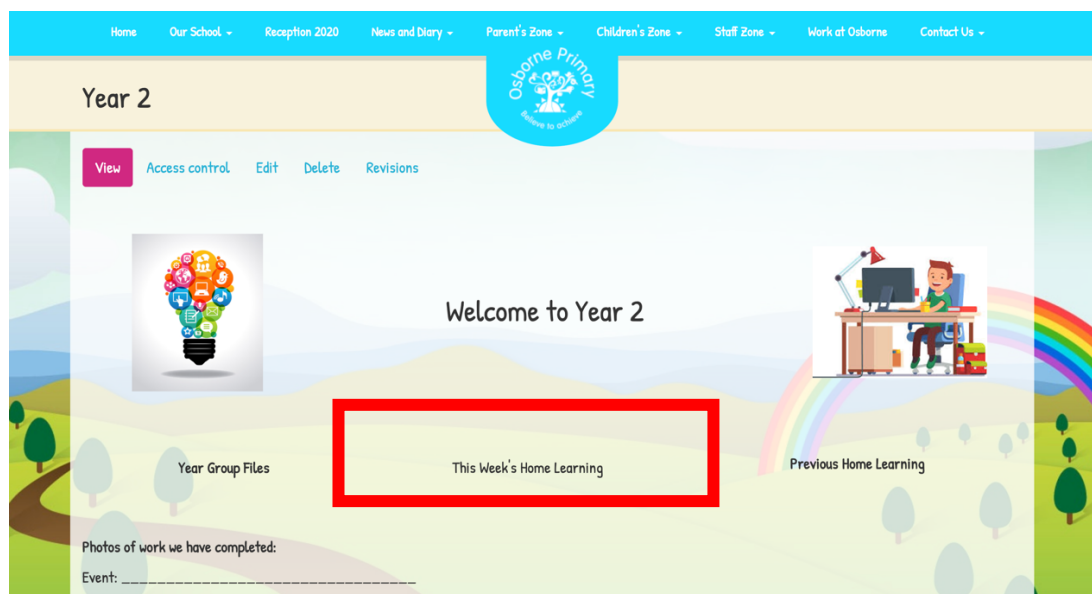 Home Our School Reception 2020 News and Diary Parent's Zone Children's Zone Staff Zone Work at Osborne Contact Us
Osborne Primary
Believe to achieve
Year 2
View Access control Edit Delete Revisions
Welcome to Year 2
Year Group Files This Week's Home Learning Previous Home Learning
Photos of work we have completed:
Event: _________________________________